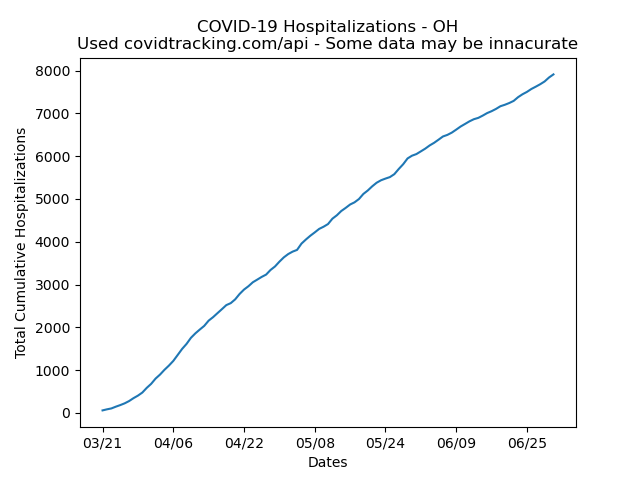 COVID-19 Hospitalizations - OH
Used covidtracking.com/api - Some data may be innacurate
Total Cumulative Hospitalizations
8000
7000
6000
5000
4000
3000
2000
1000
0
03/21 04/06 04/22 05/08 05/24 06/09 06/25
Dates